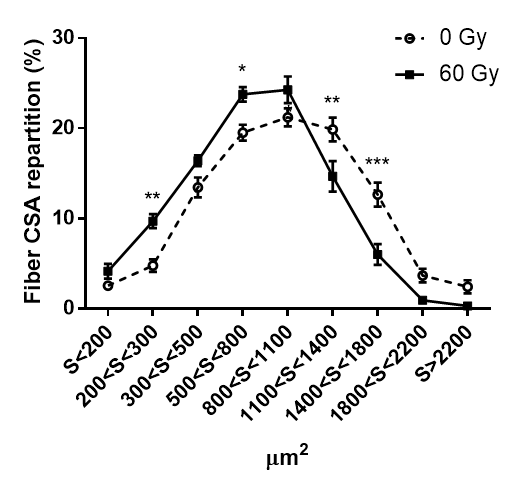 Fiber CSA repartition (%)
30
20
10
0
0 Gy
60 Gy
*
**
**
***
S<200
200<S<300
300<S<500
500<S<800
800<S<1100
1100<S<1400
1400<S<1800
1800<S<2200
S>2200
μm²